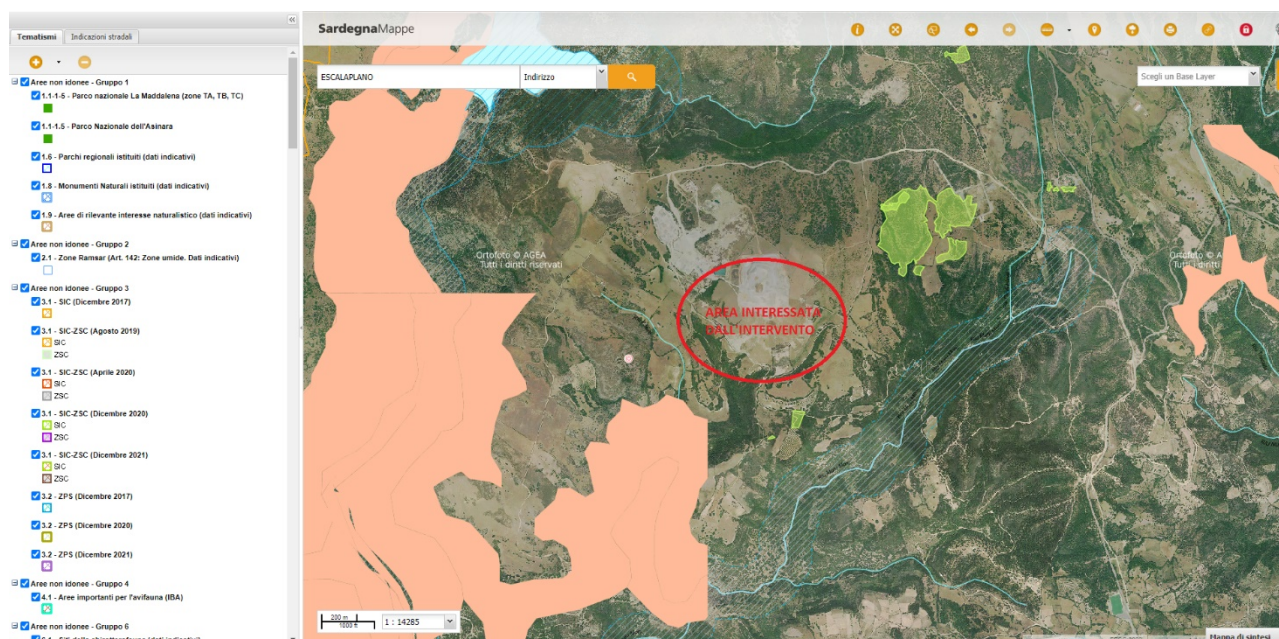 Tematismi
Indicazioni stradali
Aree non idonee - Gruppo 1
1.1-1-5 - Parco nazionale La Maddalena (zone TA, TB, TC)
1.1-1.5 - Parco Nazionale dell'Asinara
1.6 - Parchi regionali istituiti (dati indicativi)
1.8 - Monumenti Naturali istituiti (dati indicativi)
1.9 - Aree di rilevante interesse naturalistico (dati indicativi)
Aree non idonee - Gruppo 2
2.1 - Zone Ramsar (Art. 142: Zone umide. Dati indicativi)
Aree non idonee - Gruppo 3
3.1 - SIC (Dicembre 2017)
3.1 - SIC-ZSC (Agosto 2019)
SIC
ZSC
3.1 - SIC-ZSC (Aprile 2020)
SIC
ZSC
3.1 - SIC-ZSC (Dicembre 2020)
SIC
ZSC
3.1 - SIC-ZSC (Dicembre 2021)
SIC
ZSC
3.2 - ZPS (Dicembre 2017)
3.2 - ZPS (Dicembre 2020)
3.2 - ZPS (Dicembre 2021)
Aree non idonee - Gruppo 4
4.1 - Aree importanti per l'avifauna (IBA)
Aree non idonee - Gruppo 6
SardegnaMappe
ESCALAPLANO
Indirizzo
Scegli un Base Layer
Ortofoto © AGEA
Tutti i diritti riservati
Ortofoto © A
Tutti i diritti
AREA INTERESSATA
DALL'INTERVENTO
200 m
1000 ft
1 : 14285
Mappa di sintesi